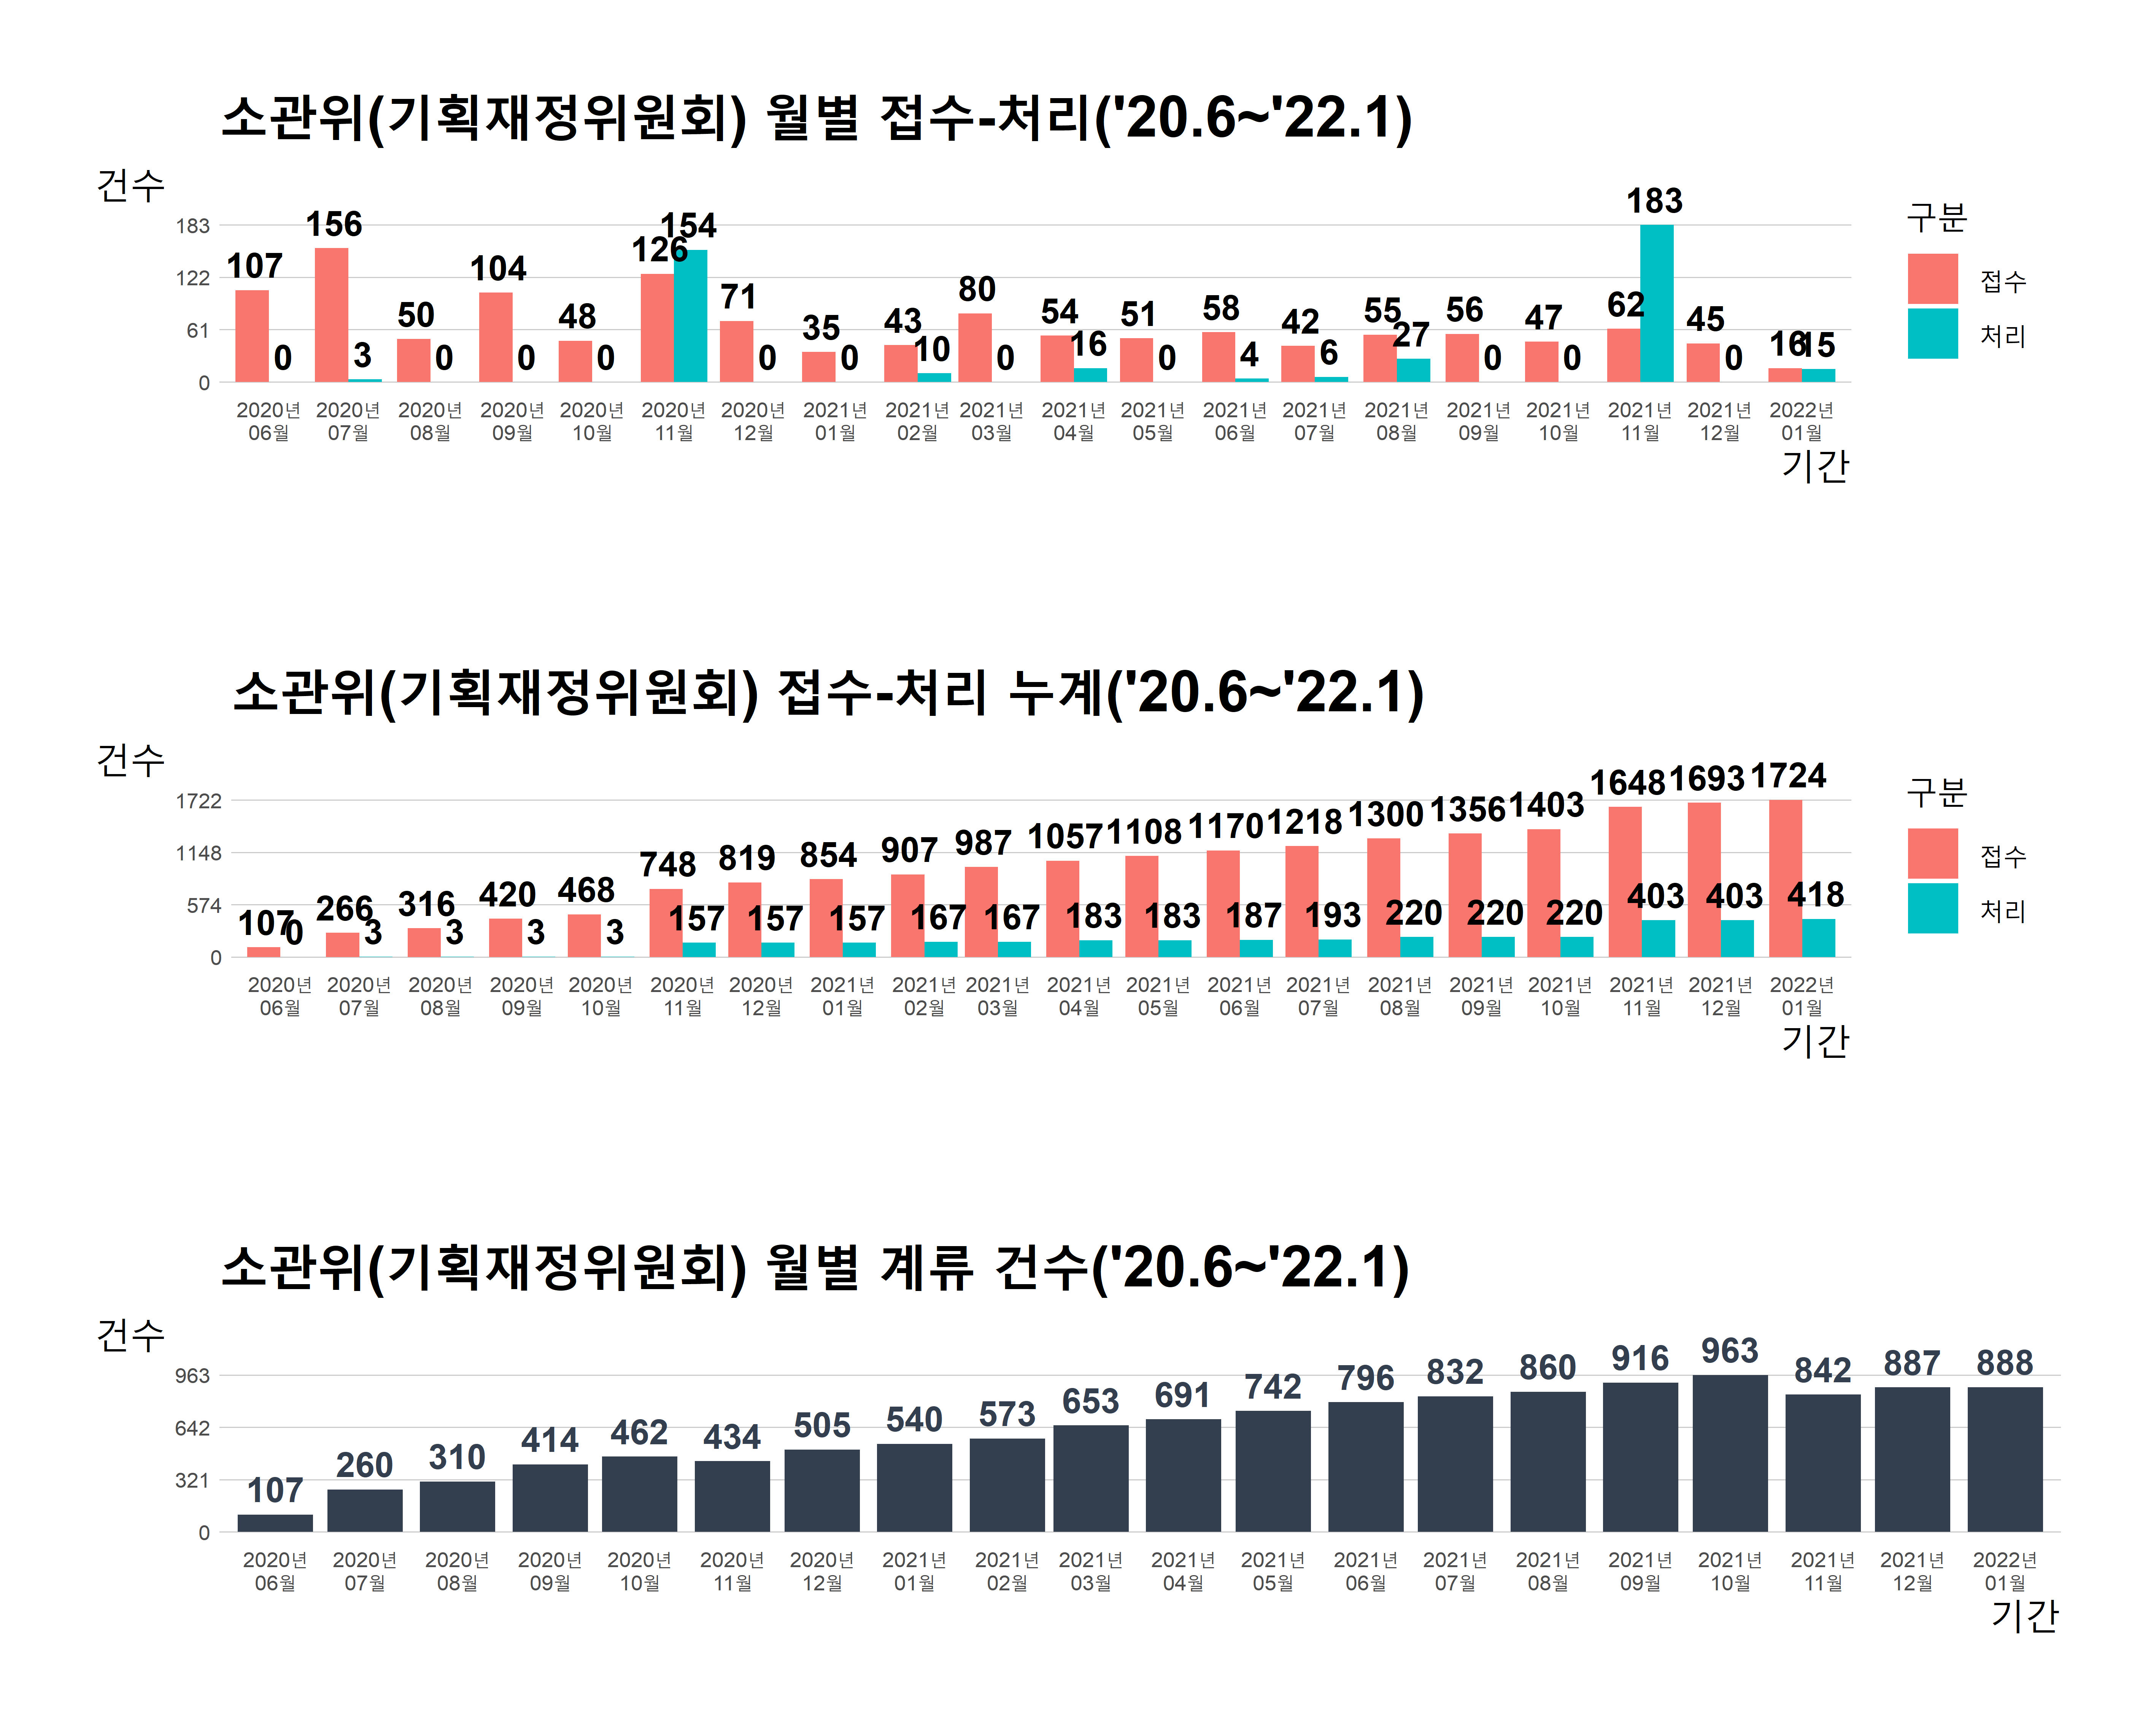 소관위(기획재정위원회) 월별 접수-처리('20.6~'22.1)
건수
183
122
61
0
107 0 156 3 50 0 104 0 48 0 126 154 71 0 35 0 43 10 80 0 54 16 51 0 58 4 42 6 55 27 56 0 47 0 62 183 45 0 16 15
2020년 2020년 2020년 2020년 2020년 2020년 2020년 2021년 2021년 2021년 2021년 2021년 2021년 2021년 2021년 2021년 2021년 2021년 2021년 2022년
06월 07월 08월 09월 10월 11월 12월 01월 02월 03월 04월 05월 06월 07월 08월 09월 10월 11월 12월 01월
기간
구분
접수
처리
소관위(기획재정위원회) 접수-처리 누계('20.6~'22.1)
건수
1722
1148
574
0
107 0 266 3 316 3 420 3 468 3 748 157 819 157 854 157 907 167 987 167 1057 183 1108 183 1170 187 1218 193 1300 220 1356 220 1403 220 1648 403 1693 403 1724 418
2020년 2020년 2020년 2020년 2020년 2020년 2020년 2021년 2021년 2021년 2021년 2021년 2021년 2021년 2021년 2021년 2021년 2021년 2021년 2022년
06월 07월 08월 09월 10월 11월 12월 01월 02월 03월 04월 05월 06월 07월 08월 09월 10월 11월 12월 01월
기간
구분
접수
처리
소관위(기획재정위원회) 월별 계류 건수('20.6~'22.1)
건수
963
642
321
0
107 260 310 414 462 434 505 540 573 653 691 742 796 832 860 916 963 842 887 888
2020년 2020년 2020년 2020년 2020년 2020년 2020년 2021년 2021년 2021년 2021년 2021년 2021년 2021년 2021년 2021년 2021년 2021년 2021년 2022년
06월 07월 08월 09월 10월 11월 12월 01월 02월 03월 04월 05월 06월 07월 08월 09월 10월 11월 12월 01월
기간